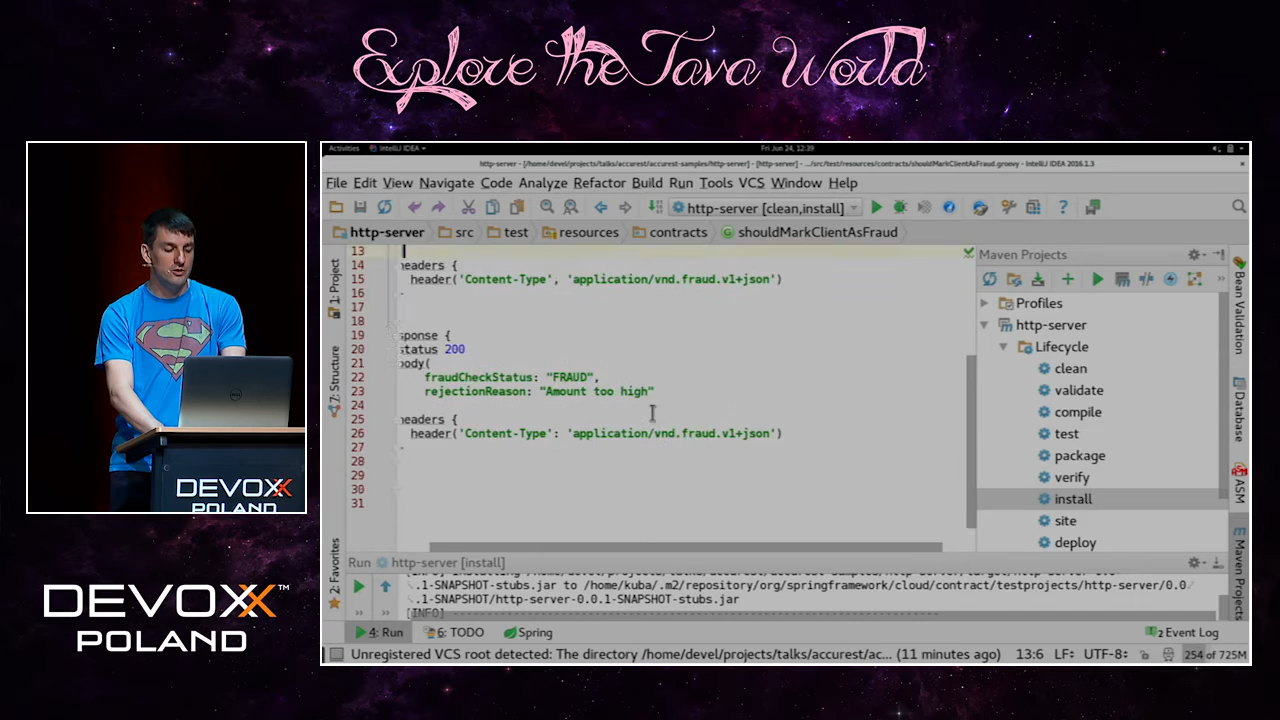 Explore the Java World
Activities IntelliJ IDEA Fri Jun 24, 12:39
http-server - [/home/devel/projects/talks/accurest/accurest-samples/http-server] - [http-server] - .../src/test/resources/contracts/shouldMarkClientAsFraud.groovy - IntelliJ IDEA 2016.1.3
File Edit View Navigate Code Analyze Refactor Build Run Tools VCS Window Help
http-server [clean,install]
http-server src test resources contracts shouldMarkClientAsFraud
1: Project
7: Structure
2: Favorites
13
14 headers {
15 header('Content-Type', 'application/vnd.fraud.v1+json')
16
17
18
19 sponse {
20 status 200
21 body(
22 fraudCheckStatus: "FRAUD",
23 rejectionReason: "Amount too high"
24
25 headers {
26 header('Content-Type': 'application/vnd.fraud.v1+json')
27
28
29
30
31
Maven Projects
Profiles
http-server
Lifecycle
clean
validate
compile
test
package
verify
install
site
deploy
Bean Validation
Database
ASM
Maven Projects
Run http-server [install]
.1-SNAPSHOT-stubs.jar to /home/kuba/.m2/repository/org/springframework/cloud/contract/testprojects/http-server/0.0
.1-SNAPSHOT/http-server-0.0.1-SNAPSHOT-stubs.jar
[INFO]
4: Run 6: TODO Spring 2 Event Log
Unregistered VCS root detected: The directory /home/devel/projects/talks/accurest/ac... (11 minutes ago) 13:6 LF÷ UTF-8÷ 254 of 725M
DEVOXX
POLAND
DEVOXX™
POLAND